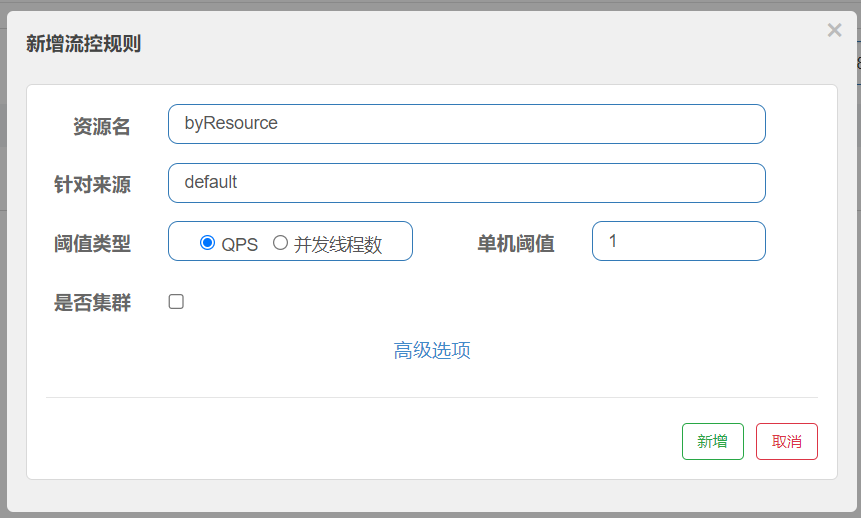 新增流控规则 ×
资源名 byResource
针对来源 default
阈值类型 QPS 并发线程数 单机阈值 1
是否集群
高级选项
新增 取消